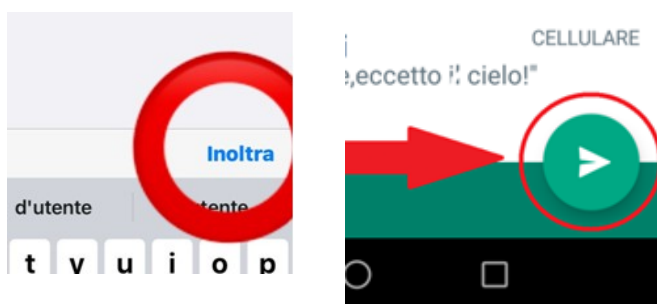 Inoltra
d'utente tente
t y u i o p
CELLULARE
e,eccetto il cielo!"